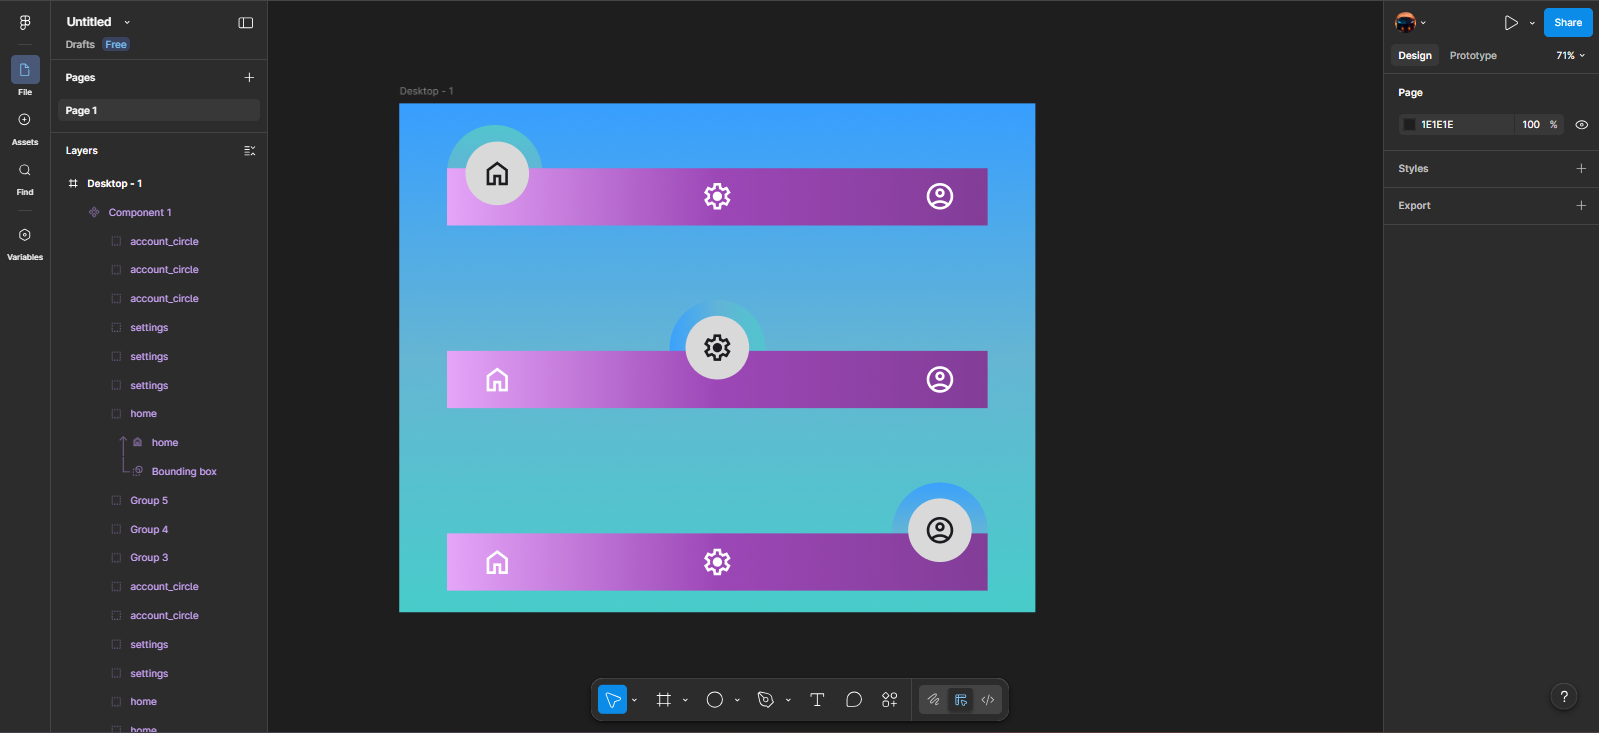 Untitled
Drafts Free
Pages
Page 1
Layers
Desktop - 1
Component 1
account_circle
account_circle
account_circle
settings
settings
settings
home
home
Bounding box
Group 5
Group 4
Group 3
account_circle
account_circle
settings
settings
home
home
File
Assets
Find
Variables
Desktop - 1
Share
Design Prototype 71%
Page
1E1E1E 100 %
Styles
Export
?